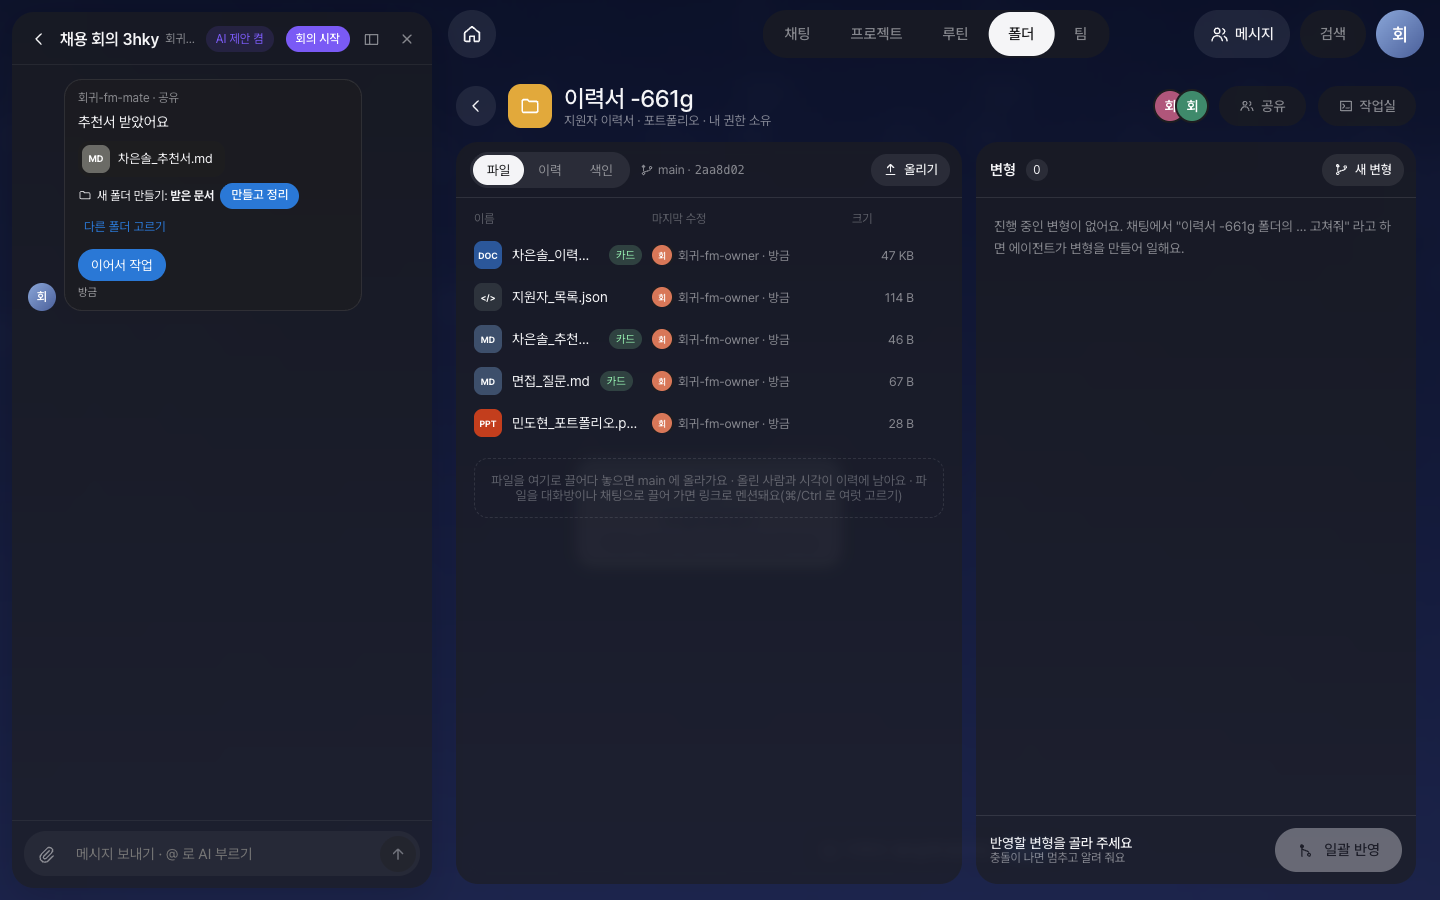 채용 회의 3hky 회귀... AI 제안 켬 회의 시작
회귀-fm-mate · 공유
추천서 받았어요
MD 차은솔_추천서.md
새 폴더 만들기: 받은 문서 만들고 정리
다른 폴더 고르기
이어서 작업
방금
회
메시지 보내기 · @ 로 AI 부르기
채팅 프로젝트 루틴 폴더 팀
메시지 검색 회
이력서 -661g
지원자 이력서 · 포트폴리오 · 내 권한 소유
회 회 공유 작업실
파일 이력 색인 main · 2aa8d02 올리기
이름 마지막 수정 크기
DOC 차은솔_이력... 카드 회 회귀-fm-owner · 방금 47 KB
</> 지원자_목록.json 회 회귀-fm-owner · 방금 114 B
MD 차은솔_추천... 카드 회 회귀-fm-owner · 방금 46 B
MD 면접_질문.md 카드 회 회귀-fm-owner · 방금 67 B
PPT 민도현_포트폴리오.p... 회 회귀-fm-owner · 방금 28 B
파일을 여기로 끌어다 놓으면 main 에 올라가요 · 올린 사람과 시각이 이력에 남아요 · 파
일을 대화방이나 채팅으로 끌어 가면 링크로 멘션돼요(⌘/Ctrl 로 여럿 고르기)
변형 0 새 변형
진행 중인 변형이 없어요. 채팅에서 "이력서 -661g 폴더의 ... 고쳐줘" 라고 하
면 에이전트가 변형을 만들어 일해요.
반영할 변형을 골라 주세요
충돌이 나면 멈추고 알려 줘요
일괄 반영